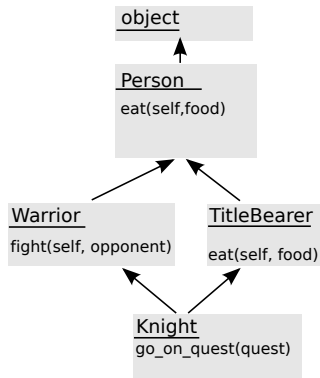 object
Person
eat(self,food)
Warrior
fight(self, opponent)
TitleBearer
eat(self, food)
Knight
go_on_quest(quest)